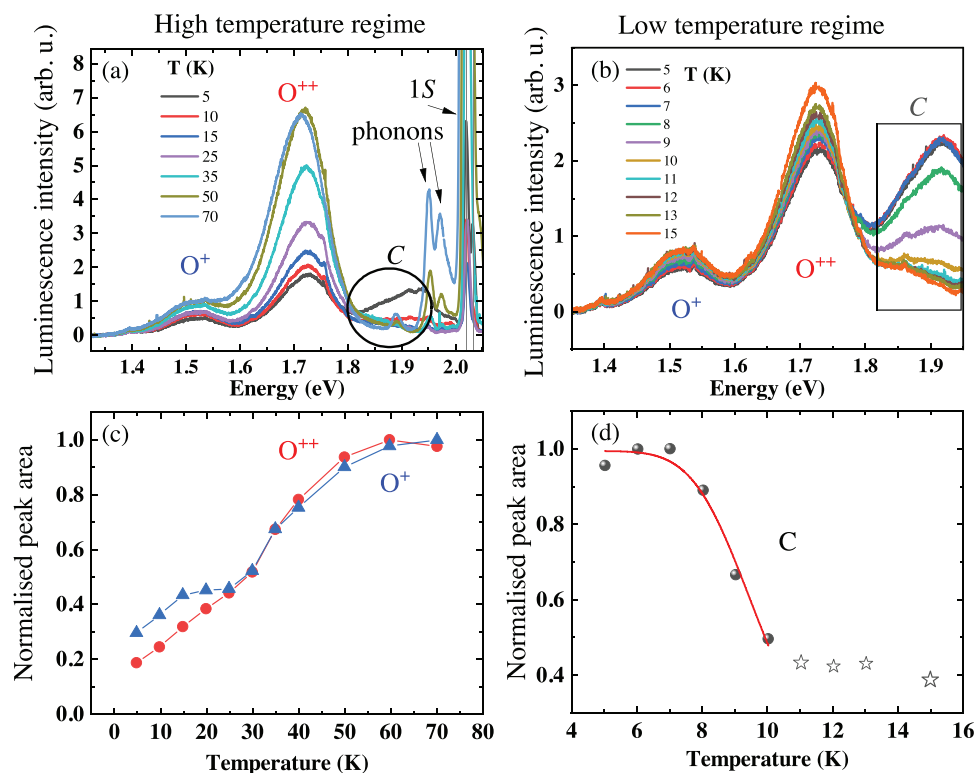 High temperature regime
Low temperature regime
(a)
T (K)
5
10
15
25
35
50
70
O⁺
O⁺⁺
1S
phonons
C
Luminescence intensity (arb. u.)
8
7
6
5
4
3
2
1
0
1.4 1.5 1.6 1.7 1.8 1.9 2.0
Energy (eV)
(b)
T (K)
5
6
7
8
9
10
11
12
13
15
C
O⁺
O⁺⁺
Luminescence intensity (arb. u.)
3
2
1
0
1.4 1.5 1.6 1.7 1.8 1.9
Energy (eV)
(c)
O⁺⁺
O⁺
Normalised peak area
1.0
0.8
0.6
0.4
0.2
0.0
0 10 20 30 40 50 60 70 80
Temperature (K)
(d)
C
Normalised peak area
1.0
0.8
0.6
0.4
4 6 8 10 12 14 16
Temperature (K)